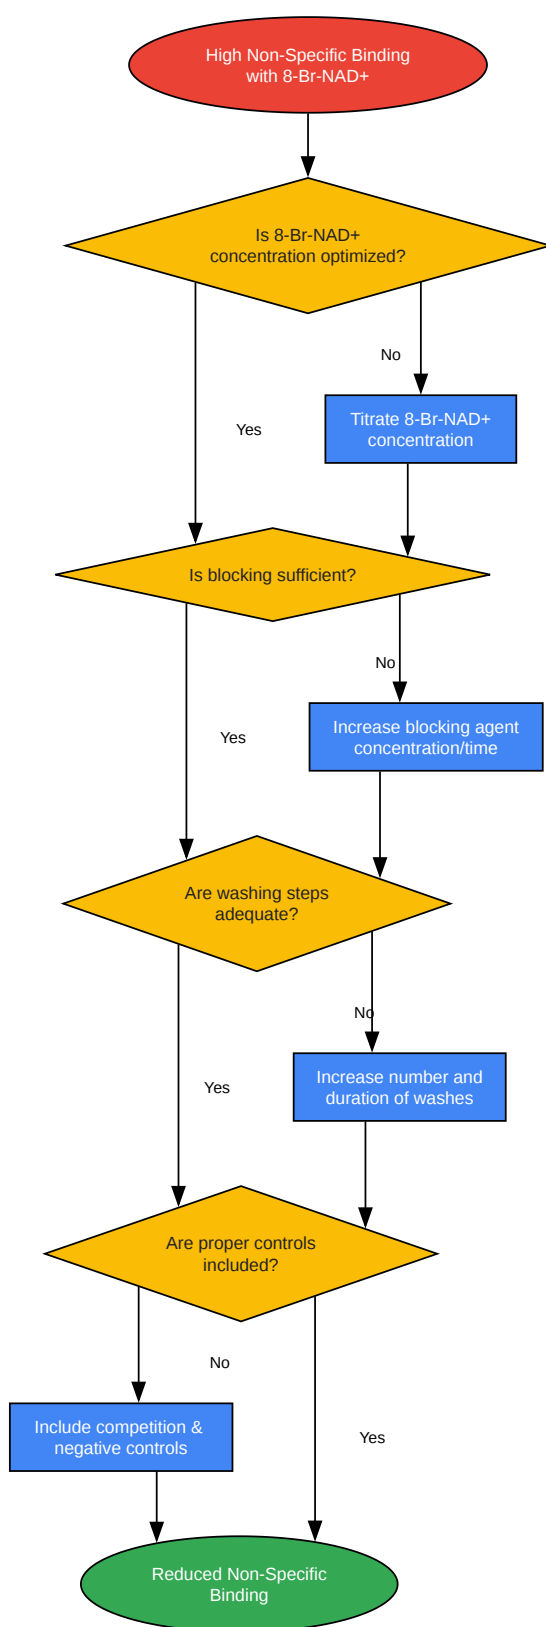 High Non-Specific Binding
with 8-Br-NAD+
Is 8-Br-NAD+
concentration optimized?
No
Yes
Titrate 8-Br-NAD+
concentration
Is blocking sufficient?
No
Yes
Increase blocking agent
concentration/time
Are washing steps
adequate?
No
Yes
Increase number and
duration of washes
Are proper controls
included?
No
Yes
Include competition &
negative controls
Reduced Non-Specific
Binding